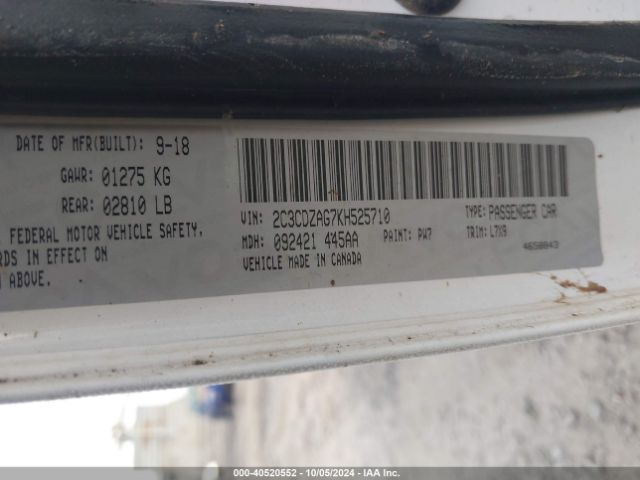 DATE OF MFR(BUILT): 9-18
GAWR: 01275 KG
REAR: 02810 LB
FEDERAL MOTOR VEHICLE SAFETY,
RDS IN EFFECT ON
ABOVE.
VIN: 2C3CDZAG7KH525710
TYPE: PASSENGER CAR
MDH: 092421 445AA
PAINT: PW7
TRIM: L7X9
VEHICLE MADE IN CANADA
4658043
000-40520552 - 10/05/2024 - IAA Inc.